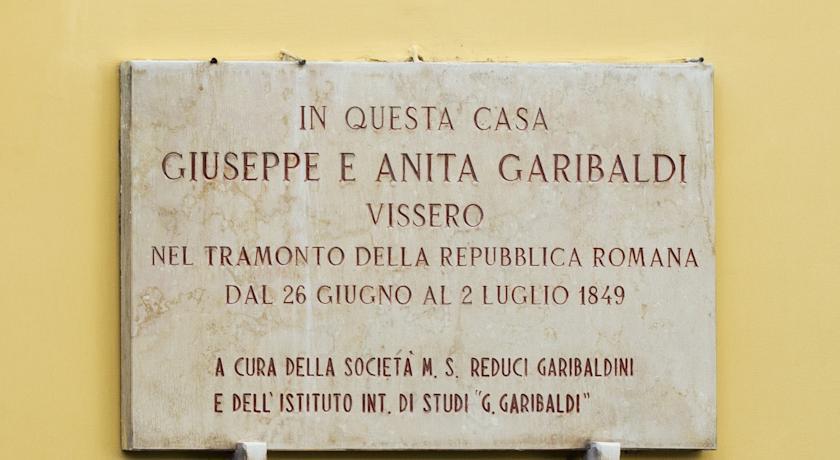 IN QUESTA CASA
GIUSEPPE E ANITA GARIBALDI
VISSERO
NEL TRAMONTO DELLA REPUBBLICA ROMANA
DAL 26 GIUGNO AL 2 LUGLIO 1849
A CURA DELLA SOCIETÀ M. S. REDUCI GARIBALDINI
E DELL'ISTITUTO INT. DI STUDI "G. GARIBALDI"